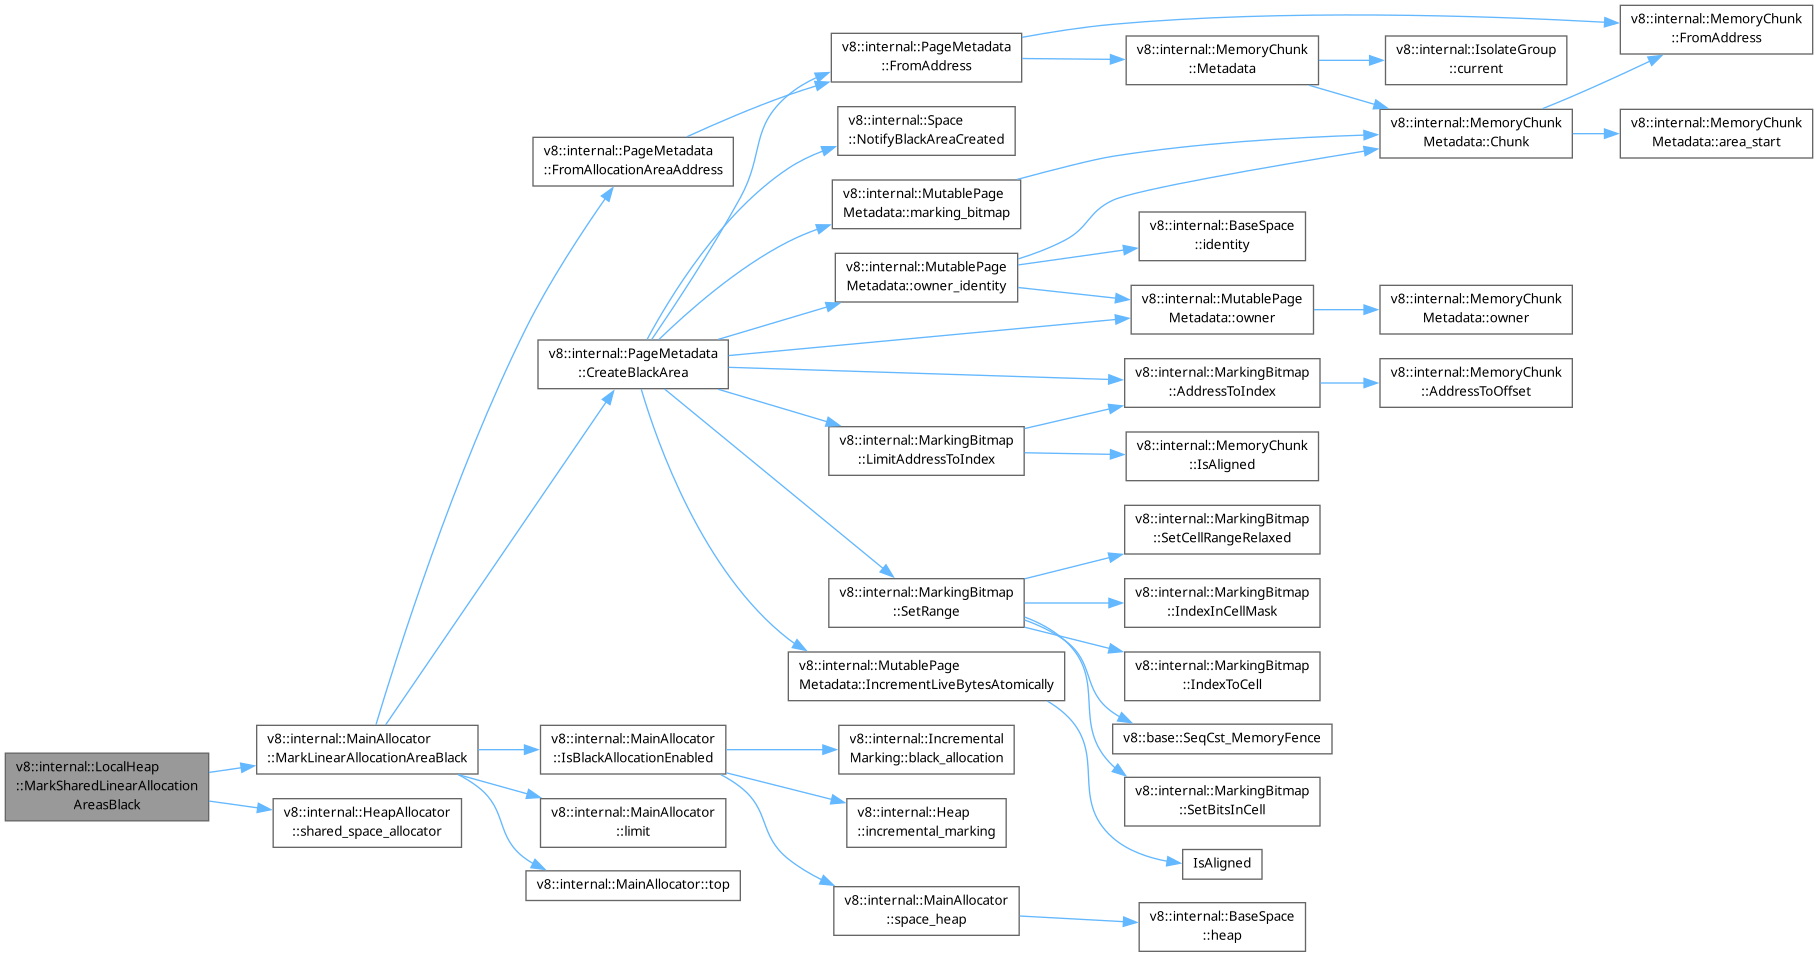 v8::internal::LocalHeap
::MarkSharedLinearAllocation
AreasBlack
v8::internal::MainAllocator
::MarkLinearAllocationAreaBlack
v8::internal::HeapAllocator
::shared_space_allocator
v8::internal::PageMetadata
::FromAllocationAreaAddress
v8::internal::PageMetadata
::CreateBlackArea
v8::internal::MainAllocator
::IsBlackAllocationEnabled
v8::internal::MainAllocator
::limit
v8::internal::MainAllocator::top
v8::internal::PageMetadata
::FromAddress
v8::internal::Space
::NotifyBlackAreaCreated
v8::internal::MutablePage
Metadata::marking_bitmap
v8::internal::MutablePage
Metadata::owner_identity
v8::internal::MarkingBitmap
::LimitAddressToIndex
v8::internal::MarkingBitmap
::SetRange
v8::internal::MutablePage
Metadata::IncrementLiveBytesAtomically
v8::internal::Incremental
Marking::black_allocation
v8::internal::Heap
::incremental_marking
v8::internal::MainAllocator
::space_heap
v8::internal::MemoryChunk
::Metadata
v8::internal::BaseSpace
::identity
v8::internal::MutablePage
Metadata::owner
v8::internal::MarkingBitmap
::AddressToIndex
v8::internal::MemoryChunk
::IsAligned
v8::internal::MarkingBitmap
::SetCellRangeRelaxed
v8::internal::MarkingBitmap
::IndexInCellMask
v8::internal::MarkingBitmap
::IndexToCell
v8::base::SeqCst_MemoryFence
v8::internal::MarkingBitmap
::SetBitsInCell
IsAligned
v8::internal::BaseSpace
::heap
v8::internal::IsolateGroup
::current
v8::internal::MemoryChunk
Metadata::Chunk
v8::internal::MemoryChunk
Metadata::owner
v8::internal::MemoryChunk
::AddressToOffset
v8::internal::MemoryChunk
::FromAddress
v8::internal::MemoryChunk
Metadata::area_start